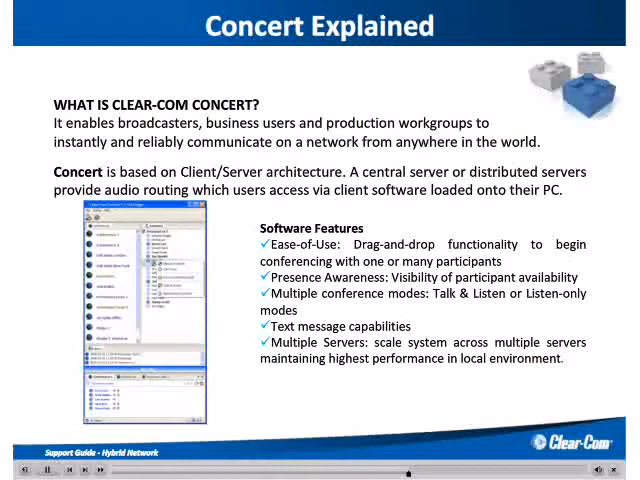 Concert Explained
WHAT IS CLEAR-COM CONCERT?
It enables broadcasters, business users and production workgroups to
instantly and reliably communicate on a network from anywhere in the world.
Concert is based on Client/Server architecture. A central server or distributed servers
provide audio routing which users access via client software loaded onto their PC.
Software Features
✓Ease-of-Use: Drag-and-drop functionality to begin
conferencing with one or many participants
✓Presence Awareness: Visibility of participant availability
✓Multiple conference modes: Talk & Listen or Listen-only
modes
✓Text message capabilities
✓Multiple Servers: scale system across multiple servers
maintaining highest performance in local environment.
Support Guide - Hybrid Network
Clear-Com